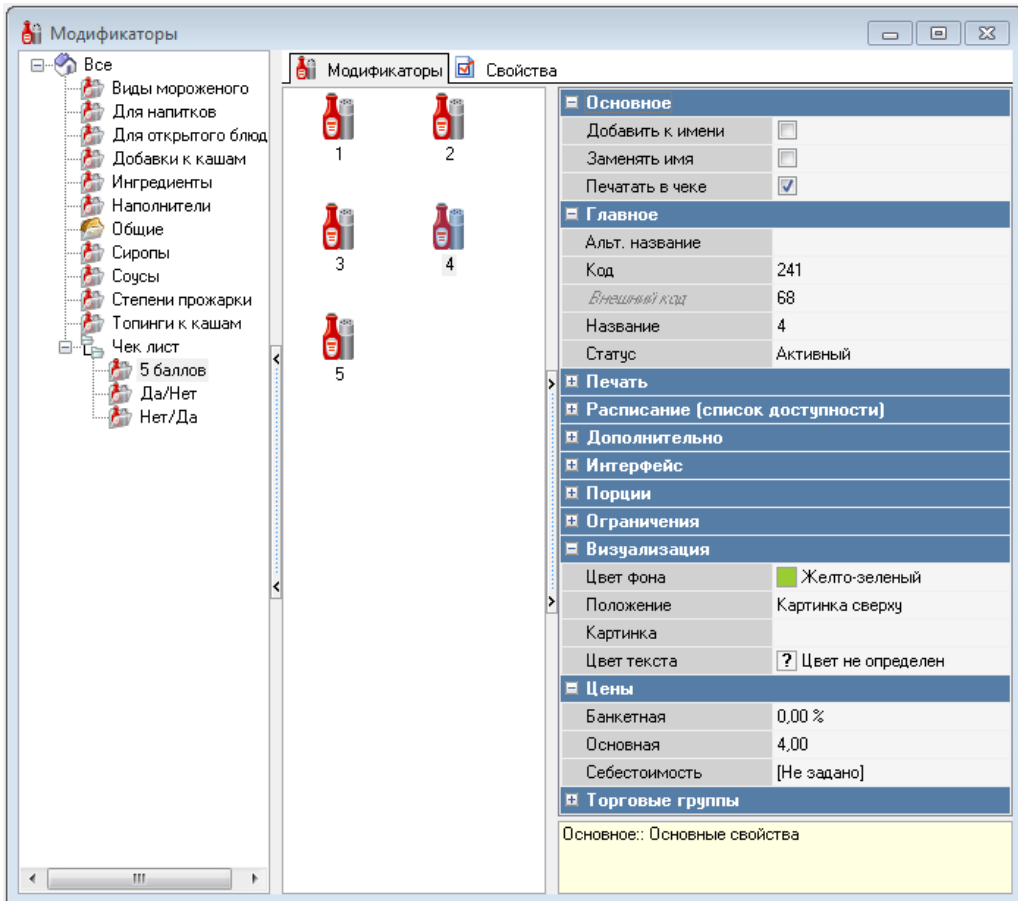 Модификаторы
Все
Виды мороженого
Для напитков
Для открытого блюд
Добавки к кашам
Ингредиенты
Наполнители
Общие
Сиропы
Соусы
Степени прожарки
Топинги к кашам
Чек лист
5 баллов
Да/Нет
Нет/Да
Модификаторы Свойства
1 2
3 4
5
Основное
Добавить к имени
Заменять имя
Печатать в чеке
Главное
Альт. название
Код 241
Внешний код 68
Название 4
Статус Активный
Печать
Расписание (список доступности)
Дополнительно
Интерфейс
Порции
Ограничения
Визуализация
Цвет фона Желто-зеленый
Положение Картинка сверху
Картинка
Цвет текста ? Цвет не определен
Цены
Банкетная 0,00 %
Основная 4,00
Себестоимость [Не задано]
Торговые группы
Основное:: Основные свойства